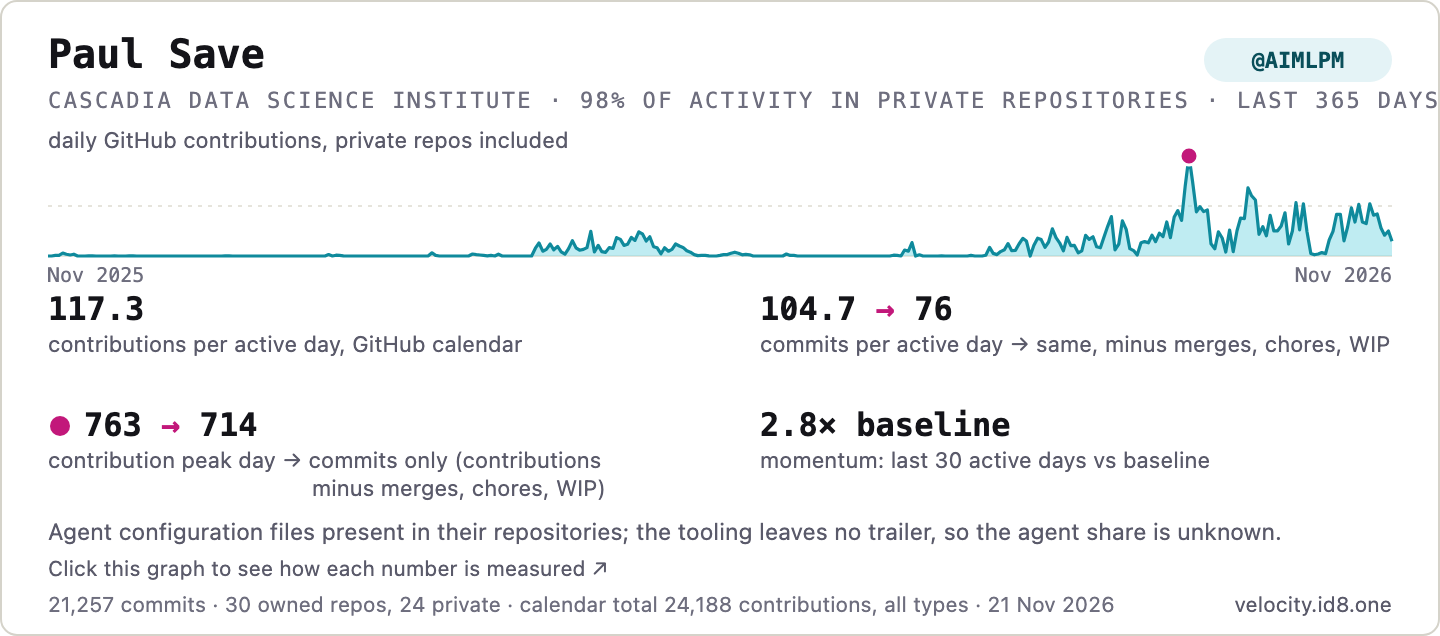 Paul Save
@AIMLPM
CASCADIA DATA SCIENCE INSTITUTE · 98% OF ACTIVITY IN PRIVATE REPOSITORIES · LAST 365 DAYS
daily GitHub contributions, private repos included
Nov 2025
Nov 2026
117.3
contributions per active day, GitHub calendar
104.7 → 76
commits per active day → same, minus merges, chores, WIP
763 → 714
contribution peak day → commits only (contributions
minus merges, chores, WIP)
2.8× baseline
momentum: last 30 active days vs baseline
Agent configuration files present in their repositories; the tooling leaves no trailer, so the agent share is unknown.
Click this graph to see how each number is measured ↗
21,257 commits · 30 owned repos, 24 private · calendar total 24,188 contributions, all types · 21 Nov 2026
velocity.id8.one